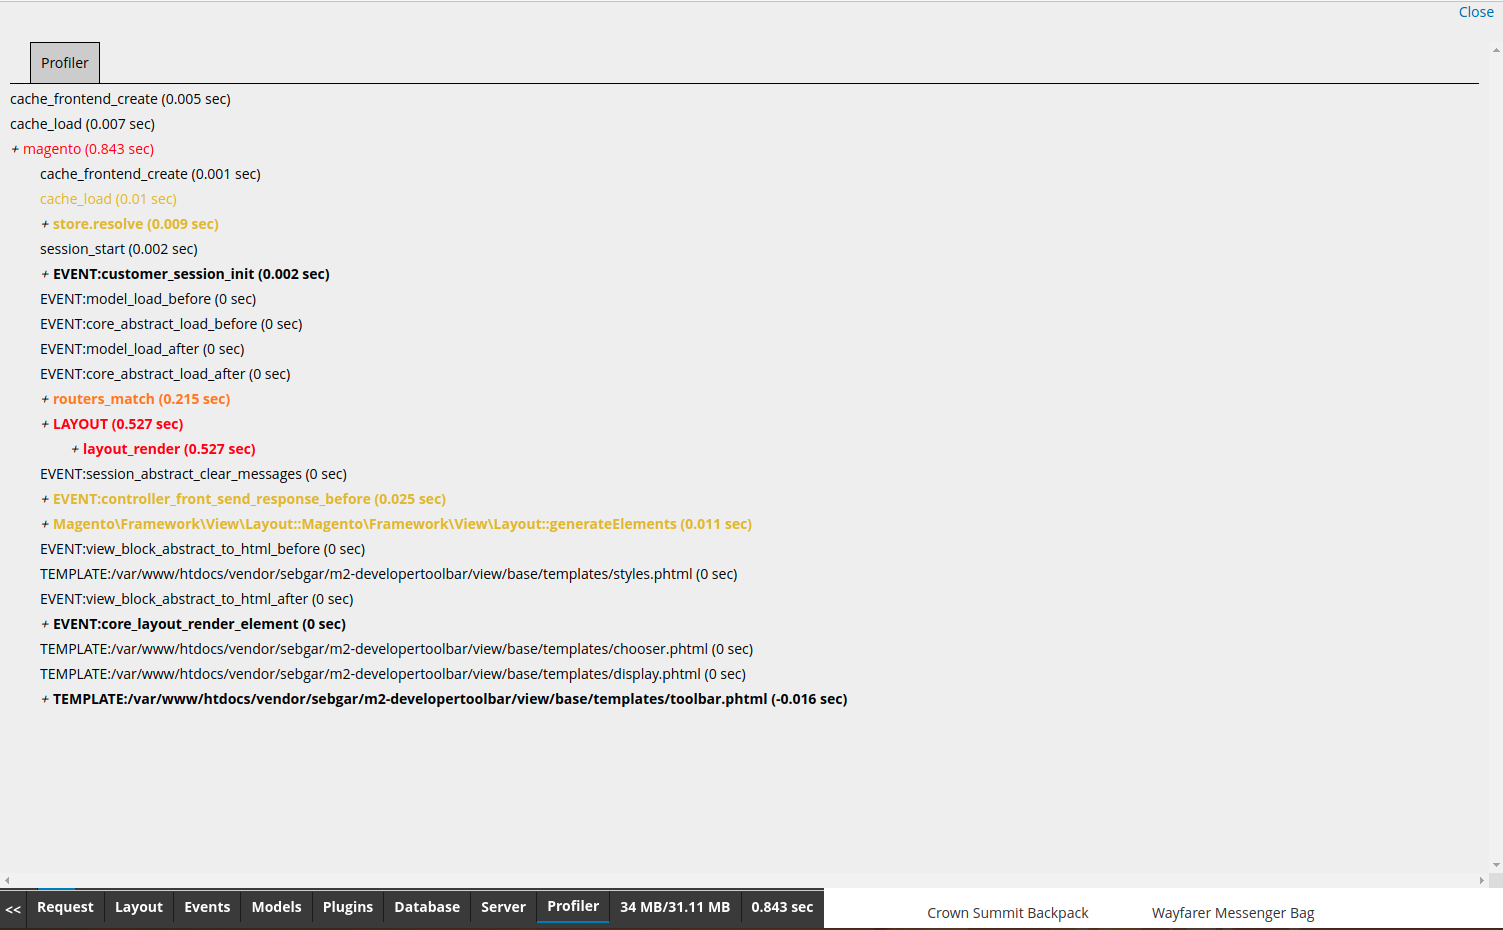 Close
Profiler
cache_frontend_create (0.005 sec)
cache_load (0.007 sec)
+ magento (0.843 sec)
cache_frontend_create (0.001 sec)
cache_load (0.01 sec)
+ store.resolve (0.009 sec)
session_start (0.002 sec)
+ EVENT:customer_session_init (0.002 sec)
EVENT:model_load_before (0 sec)
EVENT:core_abstract_load_before (0 sec)
EVENT:model_load_after (0 sec)
EVENT:core_abstract_load_after (0 sec)
+ routers_match (0.215 sec)
+ LAYOUT (0.527 sec)
+ layout_render (0.527 sec)
EVENT:session_abstract_clear_messages (0 sec)
+ EVENT:controller_front_send_response_before (0.025 sec)
+ Magento\Framework\View\Layout::Magento\Framework\View\Layout::generateElements (0.011 sec)
EVENT:view_block_abstract_to_html_before (0 sec)
TEMPLATE:/var/www/htdocs/vendor/sebgar/m2-developertoolbar/view/base/templates/styles.phtml (0 sec)
EVENT:view_block_abstract_to_html_after (0 sec)
+ EVENT:core_layout_render_element (0 sec)
TEMPLATE:/var/www/htdocs/vendor/sebgar/m2-developertoolbar/view/base/templates/chooser.phtml (0 sec)
TEMPLATE:/var/www/htdocs/vendor/sebgar/m2-developertoolbar/view/base/templates/display.phtml (0 sec)
+ TEMPLATE:/var/www/htdocs/vendor/sebgar/m2-developertoolbar/view/base/templates/toolbar.phtml (-0.016 sec)
<< Request Layout Events Models Plugins Database Server Profiler 34 MB/31.11 MB 0.843 sec
Crown Summit Backpack Wayfarer Messenger Bag